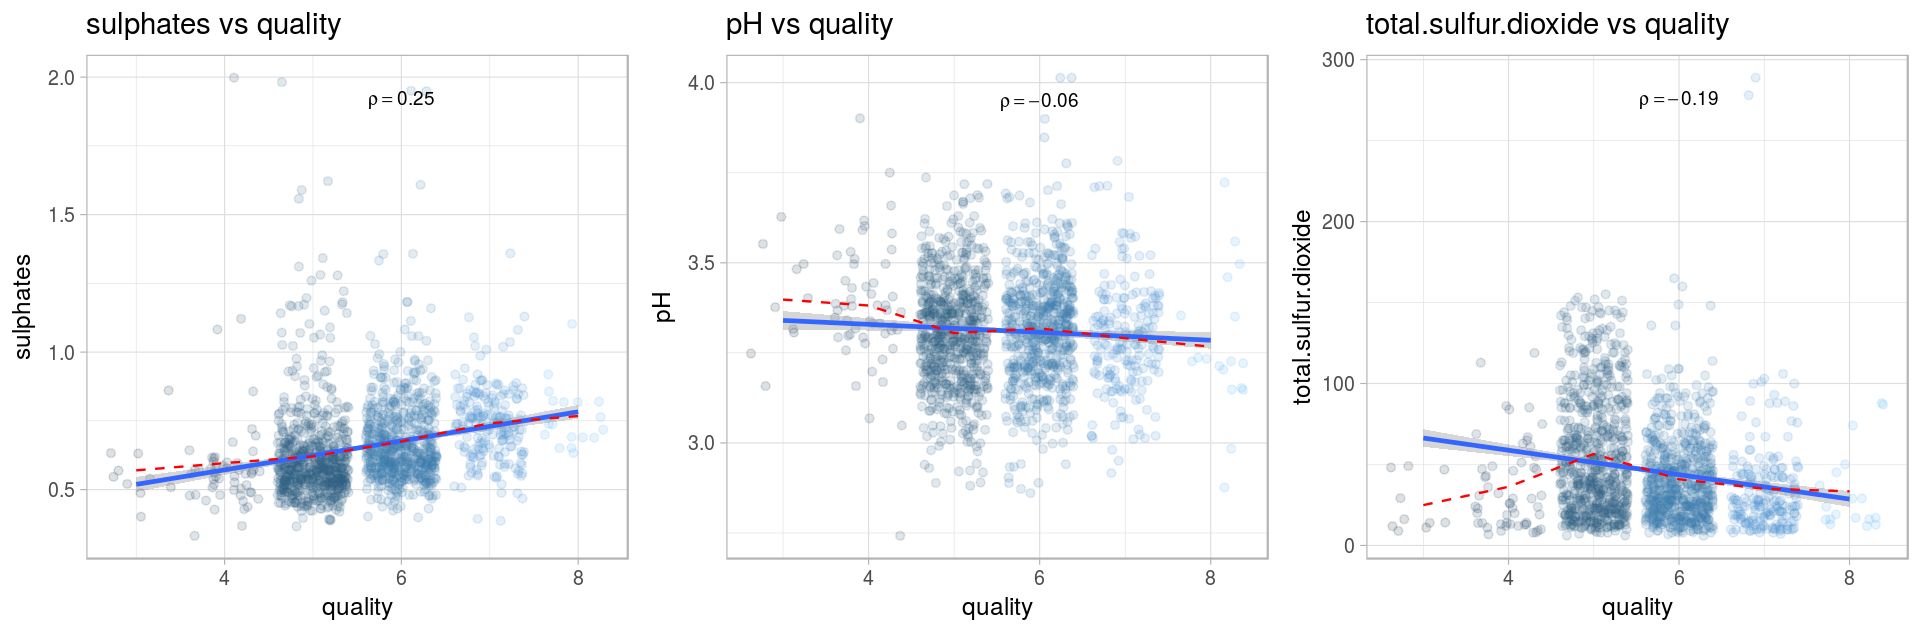 sulphates vs quality
2.0
1.5
1.0
0.5
sulphates
ρ = 0.25
4 6 8
quality
pH vs quality
4.0
3.5
3.0
pH
ρ = −0.06
4 6 8
quality
total.sulfur.dioxide vs quality
300
200
100
0
total.sulfur.dioxide
ρ = −0.19
4 6 8
quality